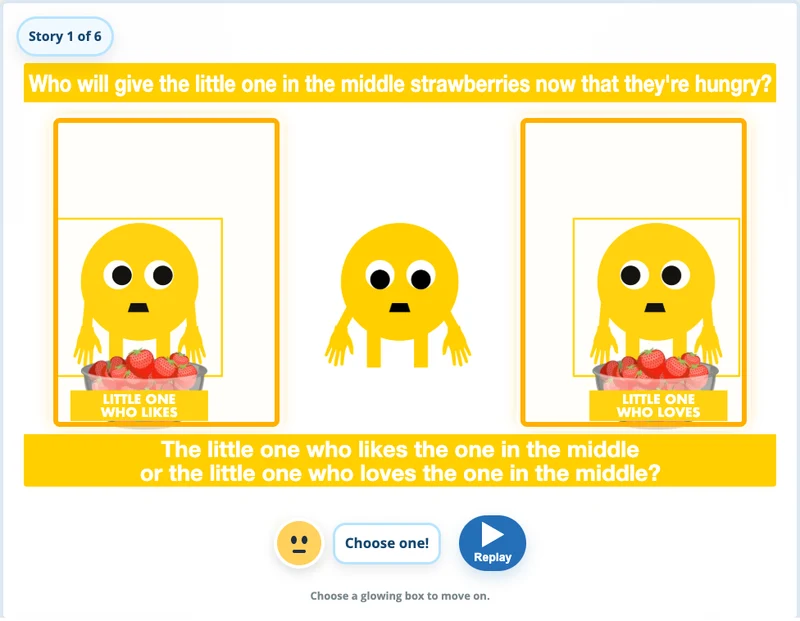 Story 1 of 6
Who will give the little one in the middle strawberries now that they're hungry?
LITTLE ONE
WHO LIKES
LITTLE ONE
WHO LOVES
The little one who likes the one in the middle
or the little one who loves the one in the middle?
Choose one!
Replay
Choose a glowing box to move on.